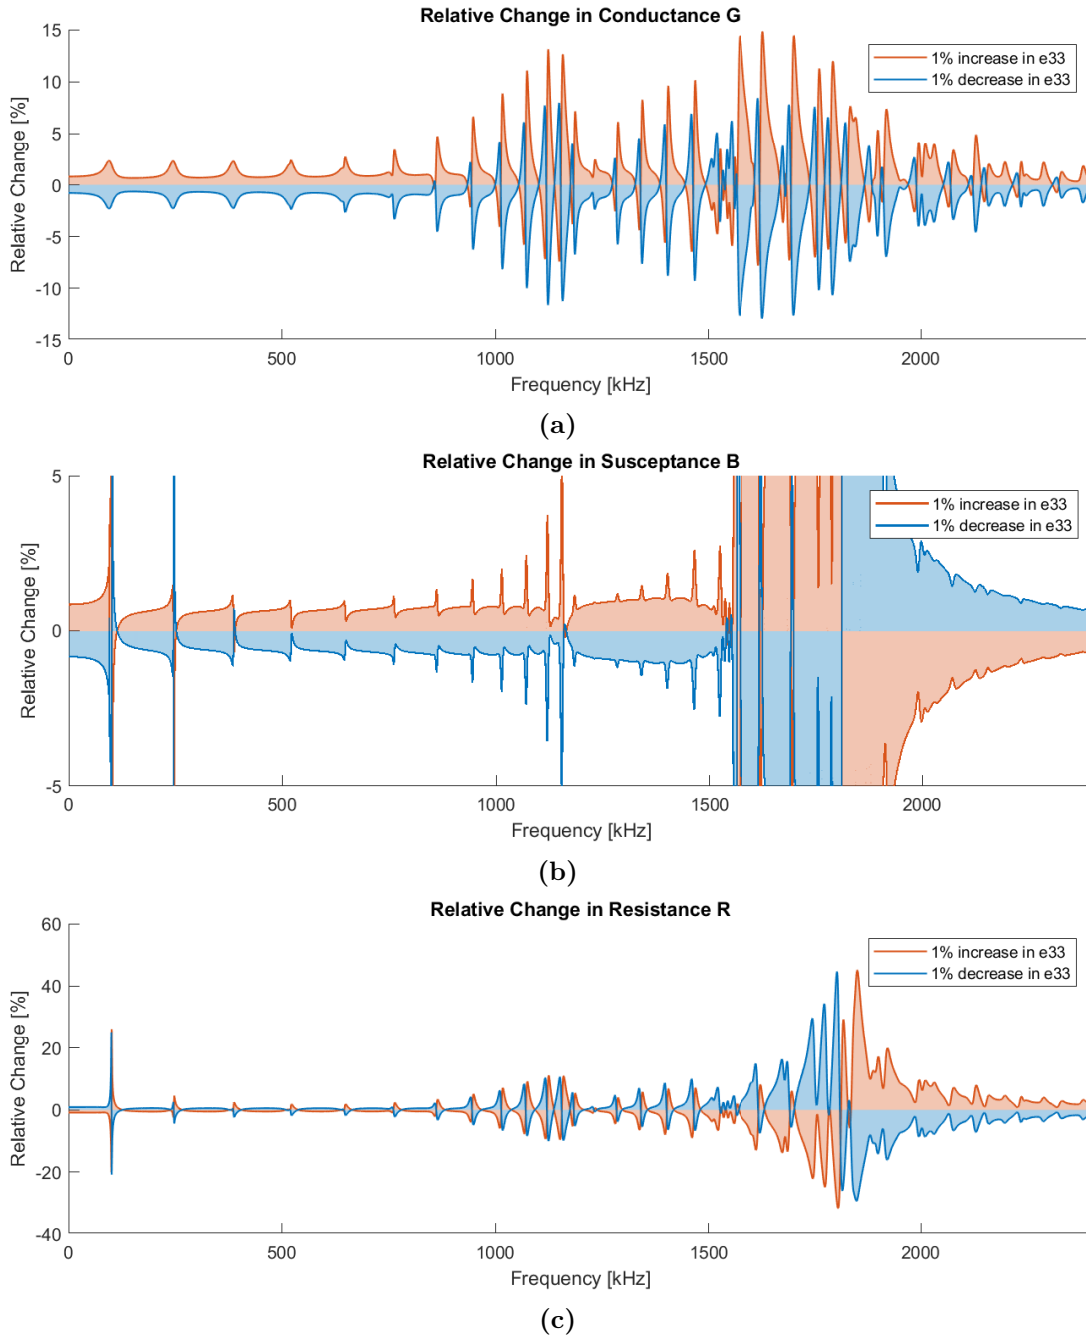 Relative Change in Conductance G
15
10
5
0
-5
-10
-15
Relative Change [%]
1% increase in e33
1% decrease in e33
0 500 1000 1500 2000
Frequency [kHz]
(a)
Relative Change in Susceptance B
5
0
-5
Relative Change [%]
1% increase in e33
1% decrease in e33
0 500 1000 1500 2000
Frequency [kHz]
(b)
Relative Change in Resistance R
60
40
20
0
-20
-40
Relative Change [%]
1% increase in e33
1% decrease in e33
0 500 1000 1500 2000
Frequency [kHz]
(c)